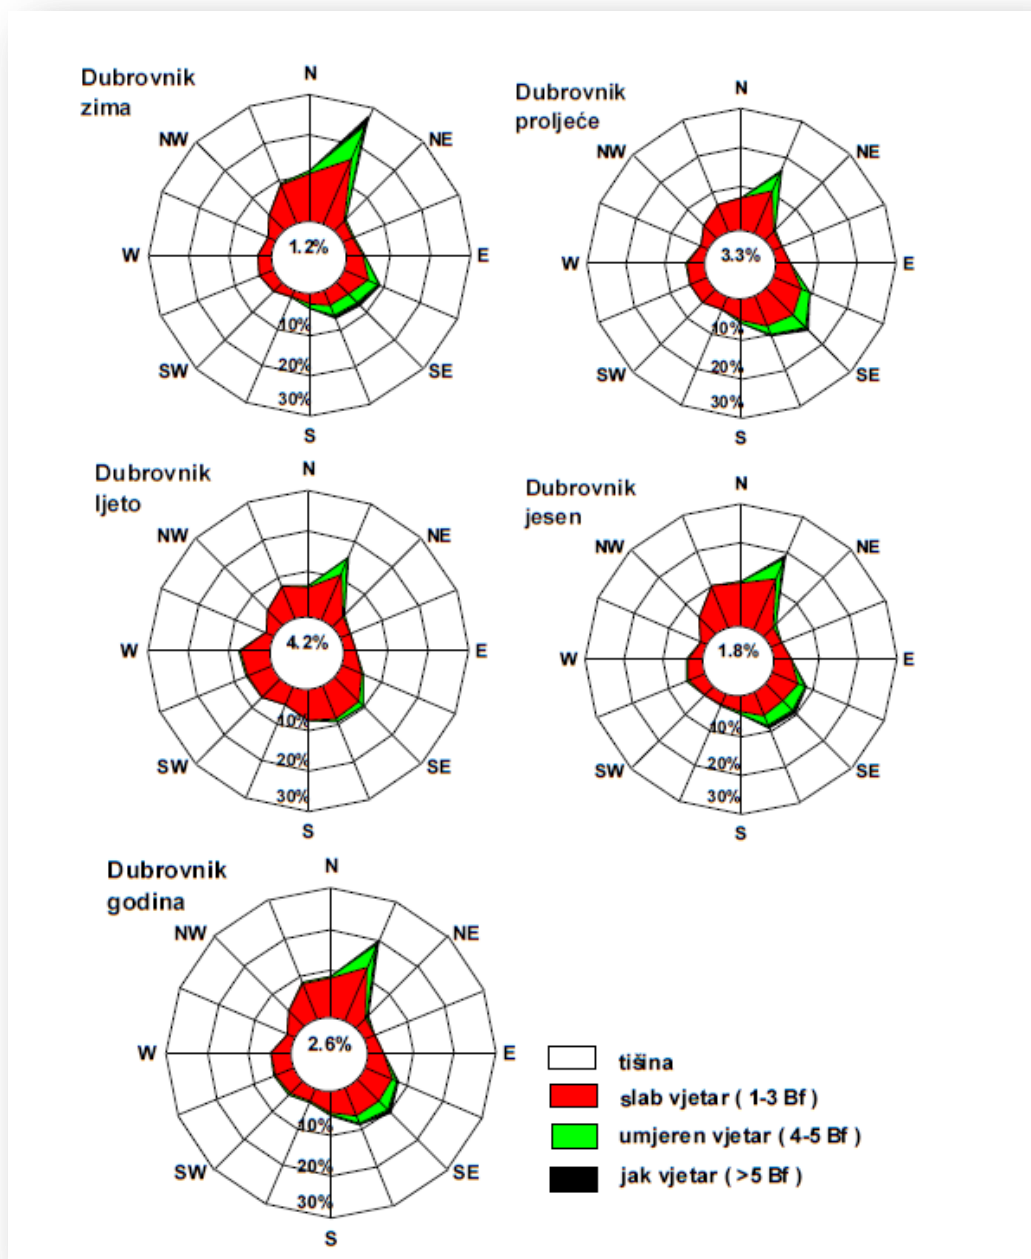 Dubrovnik
zima
N
NW
NE
W
1.2%
E
10%
20%
30%
SW
SE
S
Dubrovnik
proljeće
N
NW
NE
W
3.3%
E
10%
20%
30%
SW
SE
S
Dubrovnik
ljeto
N
NW
NE
W
4.2%
E
10%
20%
30%
SW
SE
S
Dubrovnik
jesen
N
NW
NE
W
1.8%
E
10%
20%
30%
SW
SE
S
Dubrovnik
godina
N
NW
NE
W
2.6%
E
10%
20%
30%
SW
SE
S
tišina
slab vjetar ( 1-3 Bf )
umjeren vjetar ( 4-5 Bf )
jak vjetar ( >5 Bf )